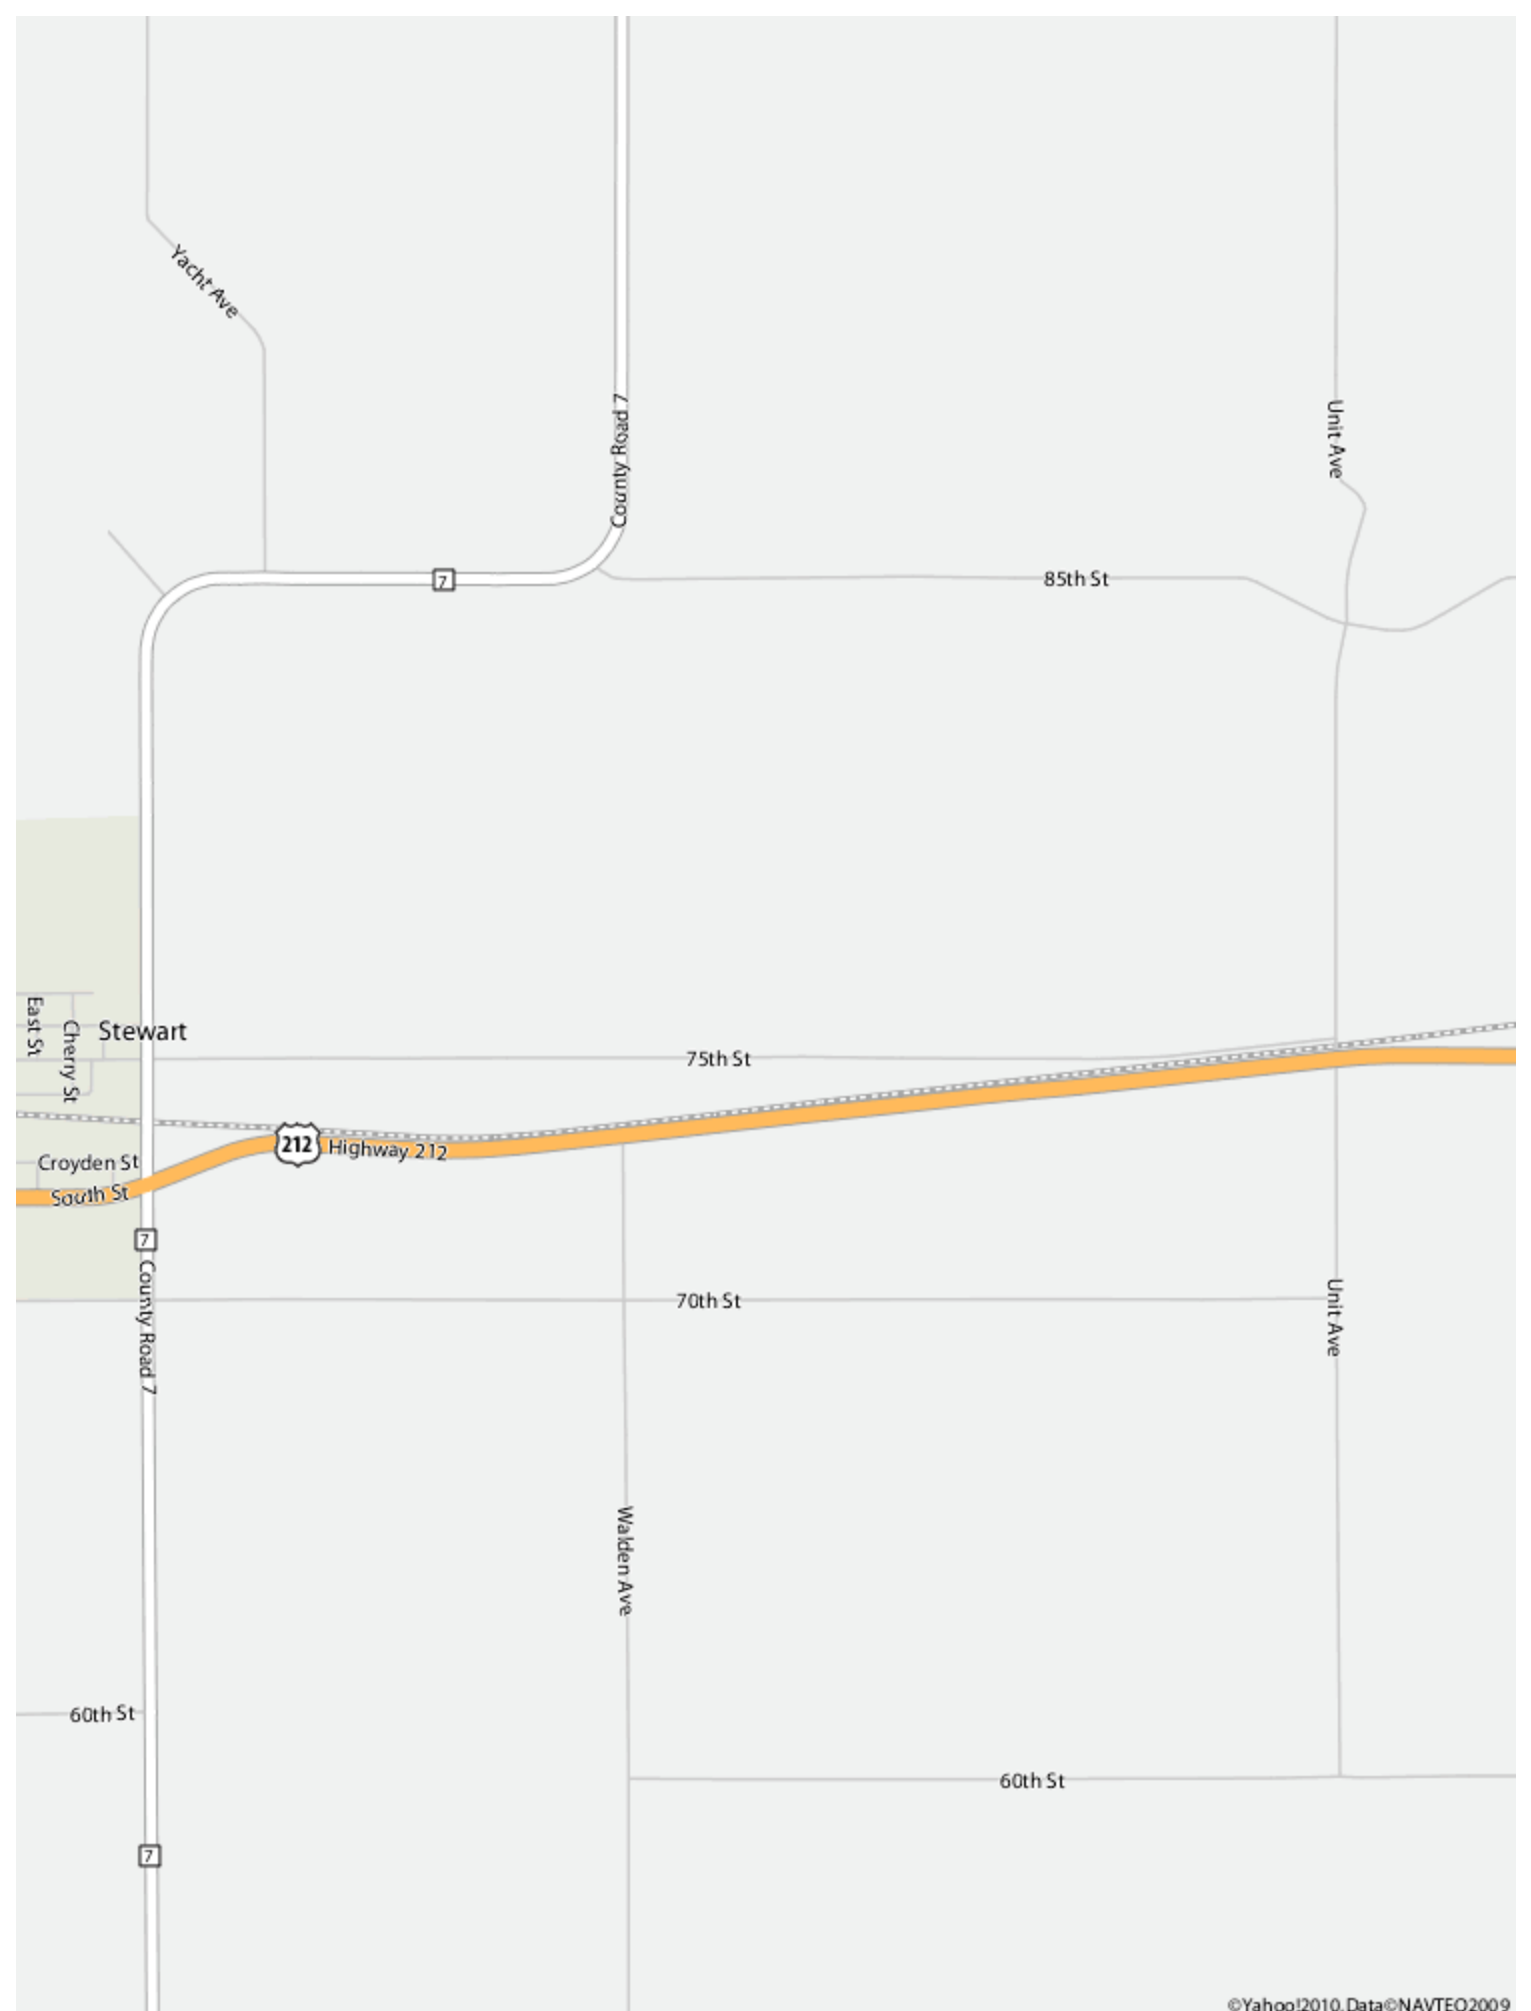 Yacht Ave
County Road 7
Unit Ave
7
85th St
East St
Cherry St
Stewart
75th St
212
Highway 212
Croyden St
South St
7
County Road 7
70th St
Unit Ave
Walden Ave
60th St
60th St
7
©Yahoo!2010,Data©NAVTEQ2009